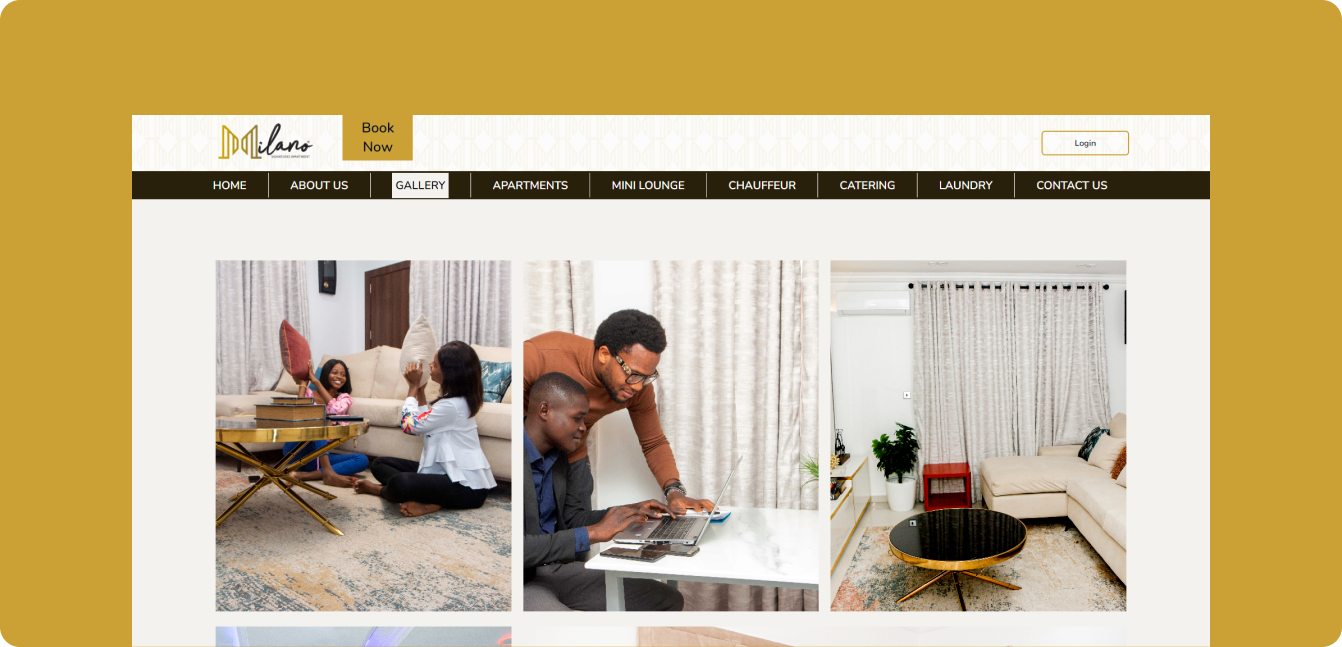 Milano
Book
Now
Login
HOME
ABOUT US
GALLERY
APARTMENTS
MINI LOUNGE
CHAUFFEUR
CATERING
LAUNDRY
CONTACT US